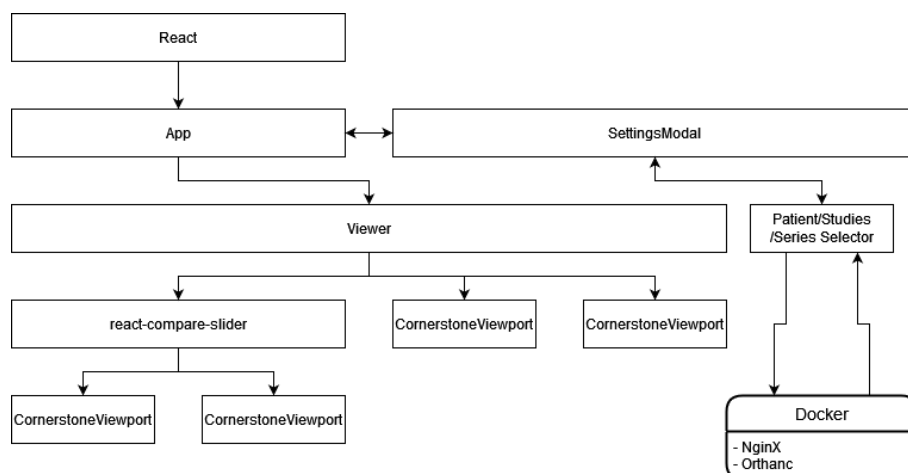 React
App
SettingsModal
Viewer
Patient/Studies
/Series Selector
react-compare-slider
CornerstoneViewport
CornerstoneViewport
CornerstoneViewport
CornerstoneViewport
Docker
- NginX
- Orthanc